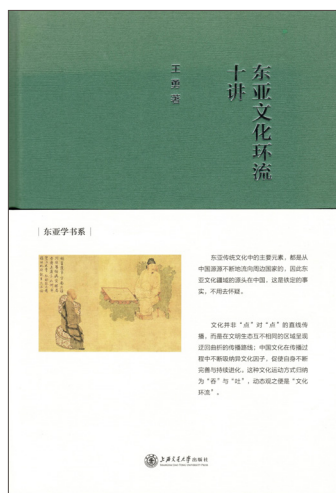 东亚文化环流
十讲
王勇 著
东亚学书系
东亚传统文化中的主要元素，都是从
中国源源不断地流向周边国家的，因此东
亚文化疆域的源头在中国，这是铁定的事
实，不用去怀疑。
文化并非“点”对“点”的直线传
播，而是在文明生态互不相同的区域呈现
迂回曲折的传播路线；中国文化在传播过
程中不断吸纳异文化因子，促使自身不断
完善与持续进化。这种文化运动方式归纳
为“吞”与“吐”，动态观之便是“文化
环流”。
上海交通大学出版社